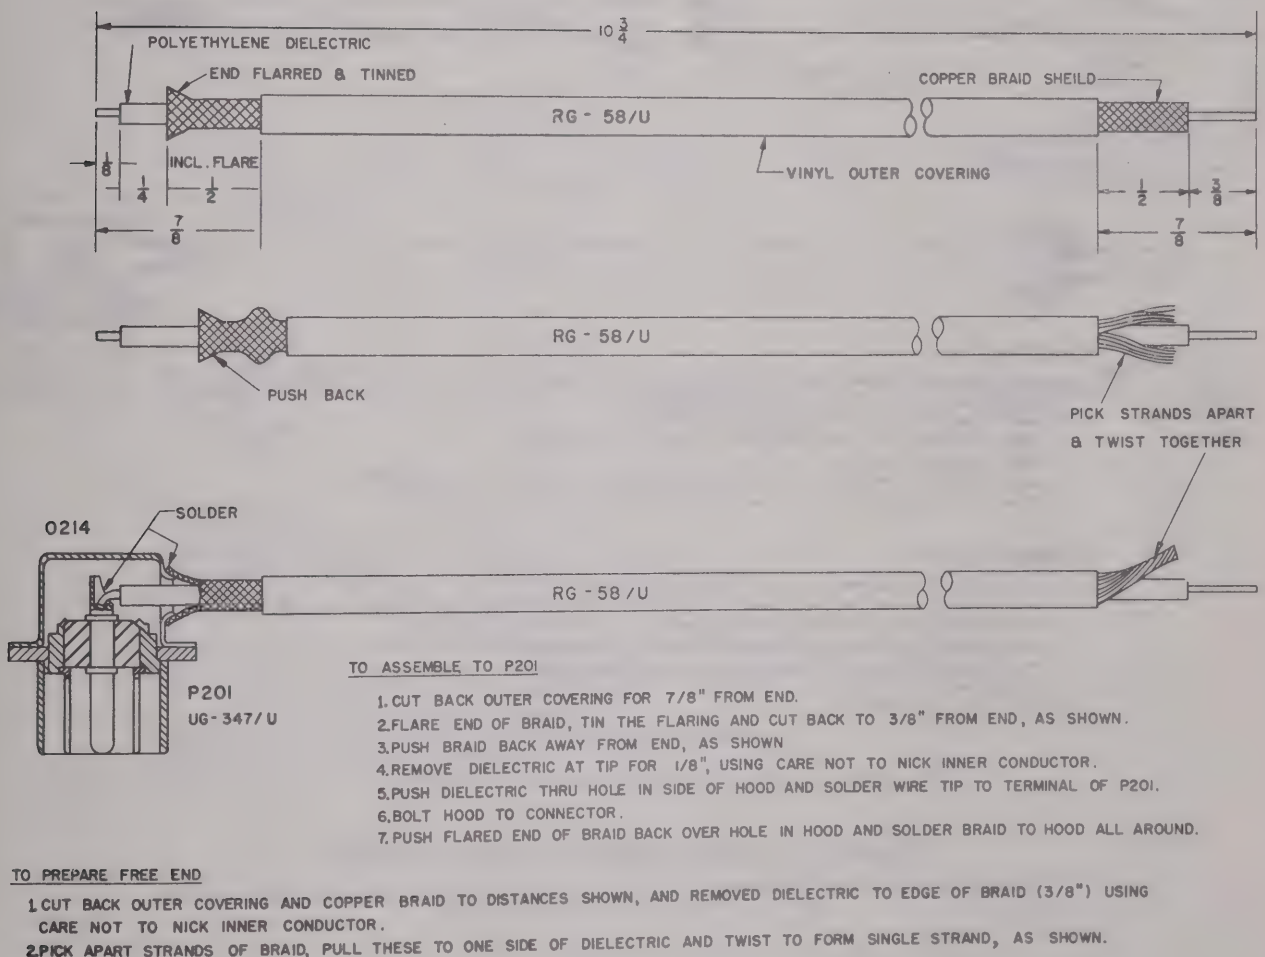 10 3/4
POLYETHYLENE DIELECTRIC
END FLARRED & TINNED
COPPER BRAID SHEILD
RG - 58/U
VINYL OUTER COVERING
1/8
INCL. FLARE
1/4
1/2
7/8
1/2
3/8
7/8
RG - 58/U
PUSH BACK
PICK STRANDS APART
& TWIST TOGETHER
SOLDER
O214
RG - 58/U
P201
UG-347/U
TO ASSEMBLE TO P201
1. CUT BACK OUTER COVERING FOR 7/8" FROM END.
2. FLARE END OF BRAID, TIN THE FLARING AND CUT BACK TO 3/8" FROM END, AS SHOWN.
3. PUSH BRAID BACK AWAY FROM END, AS SHOWN
4. REMOVE DIELECTRIC AT TIP FOR 1/8", USING CARE NOT TO NICK INNER CONDUCTOR.
5. PUSH DIELECTRIC THRU HOLE IN SIDE OF HOOD AND SOLDER WIRE TIP TO TERMINAL OF P201.
6. BOLT HOOD TO CONNECTOR.
7. PUSH FLARED END OF BRAID BACK OVER HOLE IN HOOD AND SOLDER BRAID TO HOOD ALL AROUND.
TO PREPARE FREE END
1. CUT BACK OUTER COVERING AND COPPER BRAID TO DISTANCES SHOWN, AND REMOVED DIELECTRIC TO EDGE OF BRAID (3/8") USING
CARE NOT TO NICK INNER CONDUCTOR.
2. PICK APART STRANDS OF BRAID, PULL THESE TO ONE SIDE OF DIELECTRIC AND TWIST TO FORM SINGLE STRAND, AS SHOWN.